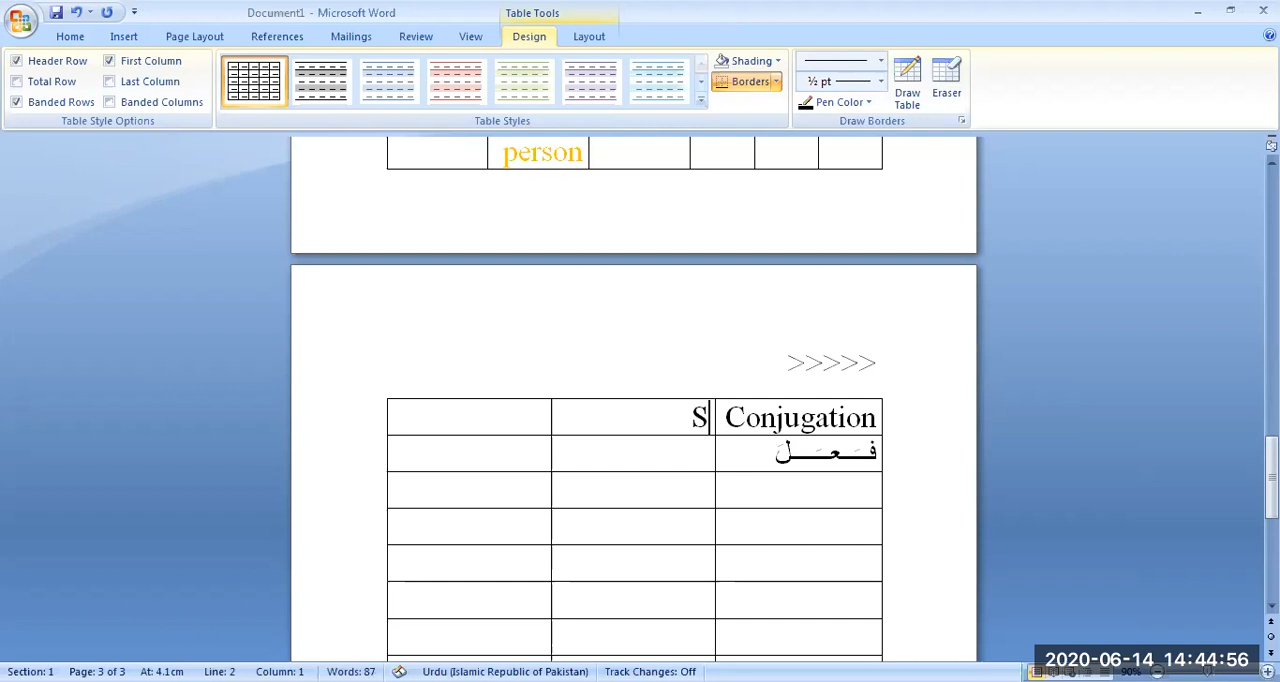 Document1 - Microsoft Word
Table Tools
Home Insert Page Layout References Mailings Review View Design Layout
Header Row First Column
Total Row Last Column
Banded Rows Banded Columns
Table Style Options
Table Styles
Shading
Borders
½ pt
Pen Color
Draw Table
Eraser
Draw Borders
person
>>>>>
S Conjugation
فَـعَـلَ
Section: 1 Page: 3 of 3 At: 4.1cm Line: 2 Column: 1 Words: 87 Urdu (Islamic Republic of Pakistan) Track Changes: Off 90%
2020-06-14 14:44:56